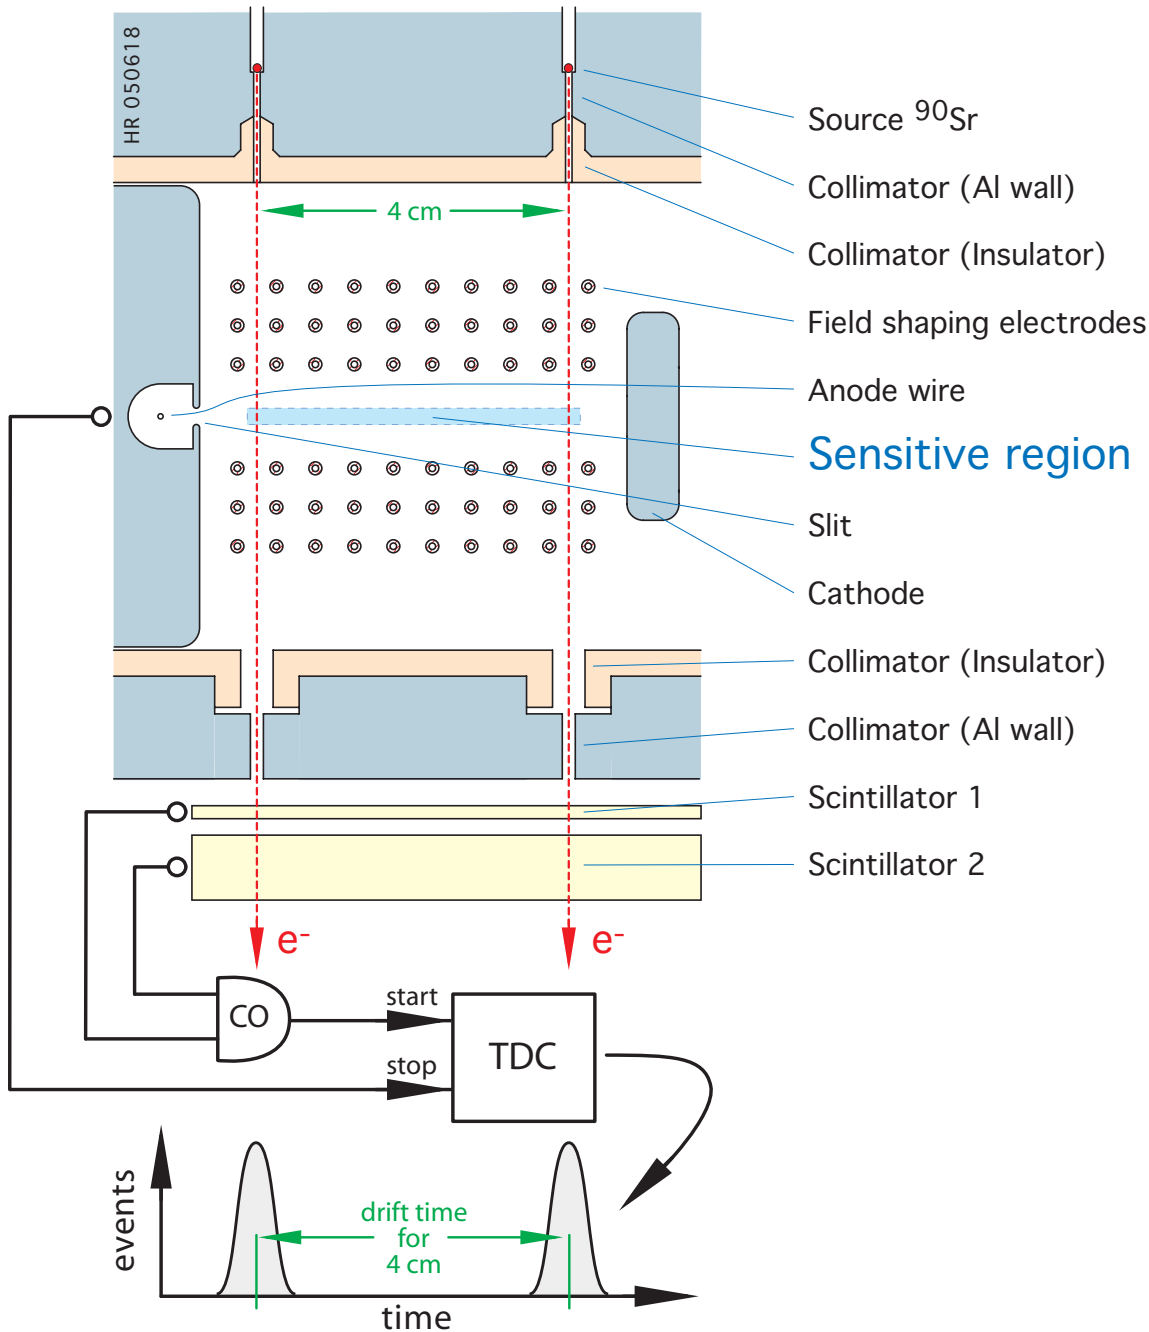 HR 050618
Source ⁹⁰Sr
Collimator (Al wall)
4 cm
Collimator (Insulator)
Field shaping electrodes
Anode wire
Sensitive region
Slit
Cathode
Collimator (Insulator)
Collimator (Al wall)
Scintillator 1
Scintillator 2
e⁻
e⁻
CO
start
stop
TDC
events
drift time
for
4 cm
time